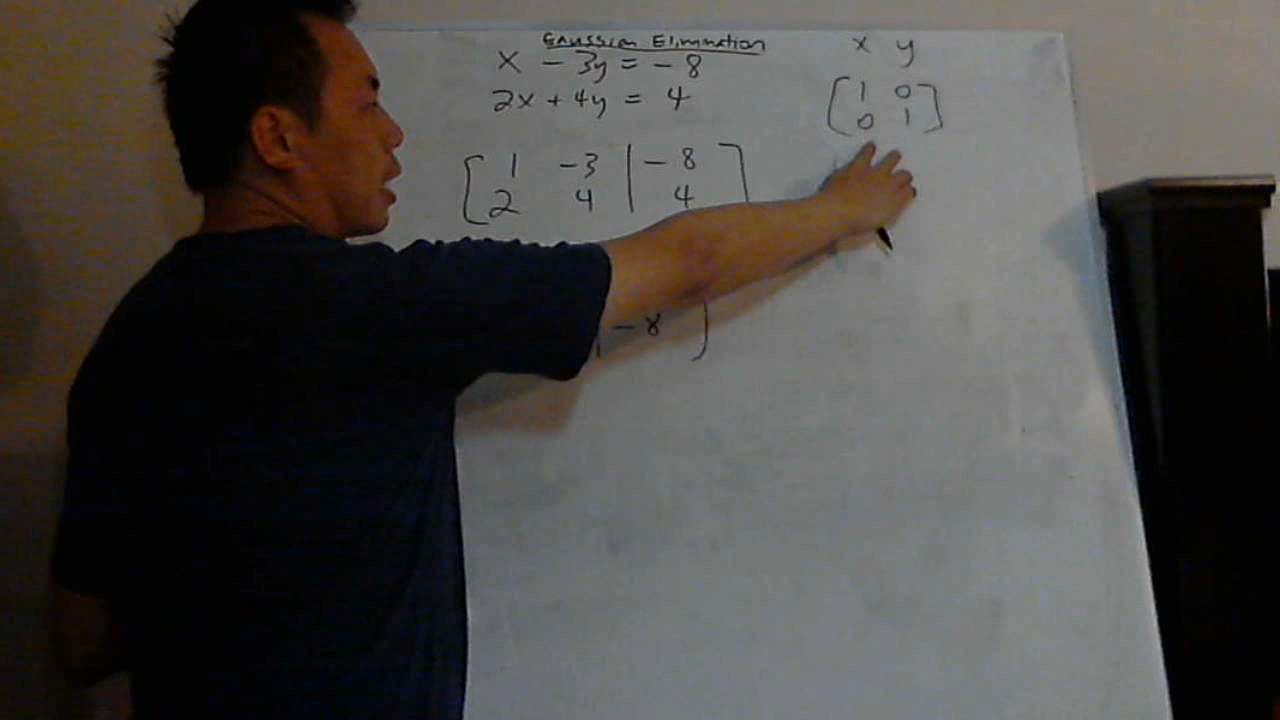 Gaussian Elimination
x - 3y = -8
2x + 4y = 4
[ 1 -3 | -8 ]
[ 2 4 | 4 ]
- 8
x y
[ 1 0 ]
[ 0 1 ]